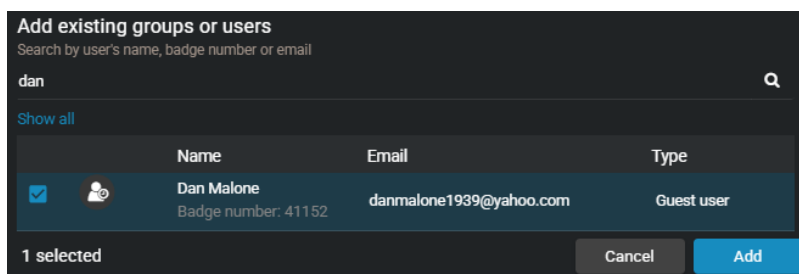 Add existing groups or users
Search by user's name, badge number or email
dan
Show all
Name Email Type
Dan Malone
Badge number: 41152
danmalone1939@yahoo.com
Guest user
1 selected
Cancel
Add